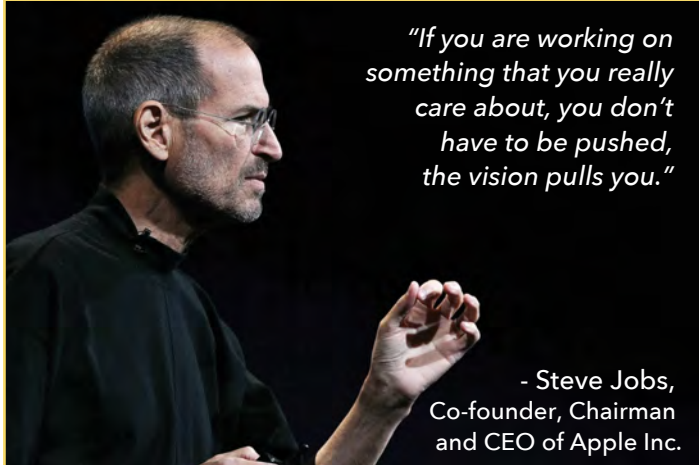 “If you are working on
something that you really
care about, you don’t
have to be pushed,
the vision pulls you.”
- Steve Jobs,
Co-founder, Chairman
and CEO of Apple Inc.